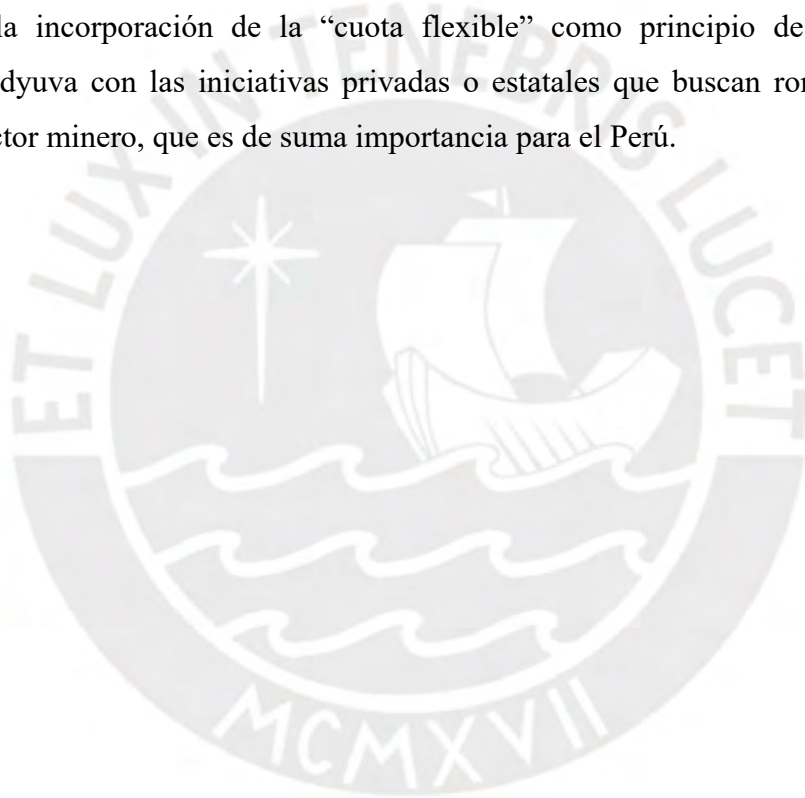 la incorporación de la “cuota flexible” como principio de
dyuva con las iniciativas privadas o estatales que buscan
ctor minero, que es de suma importancia para el Perú.
ET LUX IN TENEBRIS LUCET
MCMXVII